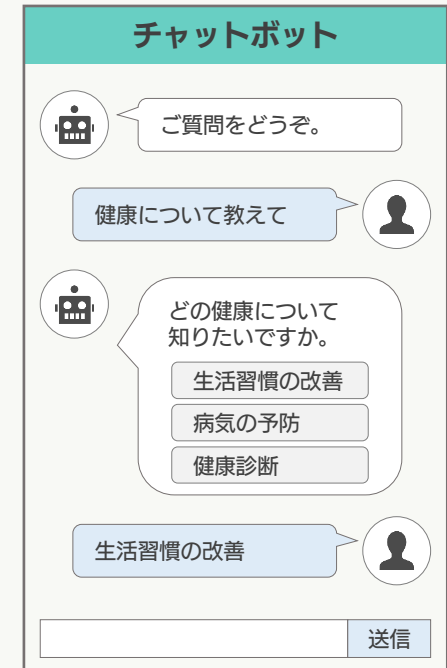 チャットボット
ご質問をどうぞ。
健康について教えて
どの健康について
知りたいですか。
生活習慣の改善
病気の予防
健康診断
生活習慣の改善
送信